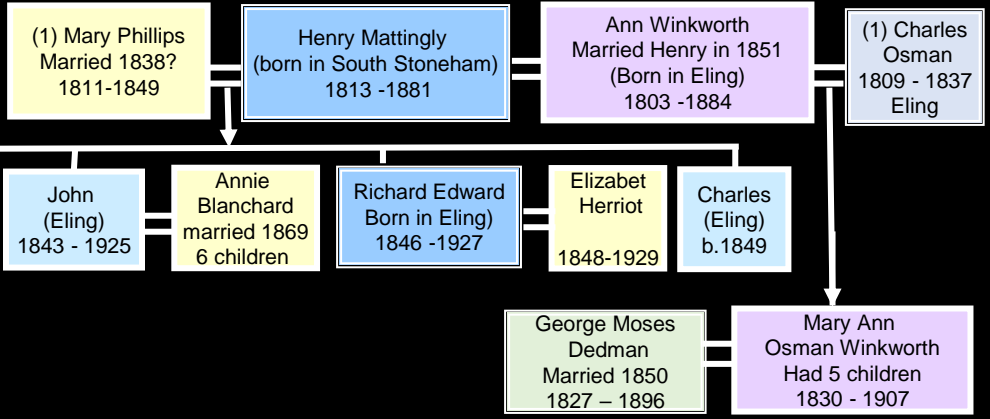 (1) Mary Phillips
Married 1838?
1811-1849
Henry Mattingly
(born in South Stoneham)
1813 -1881
Ann Winkworth
Married Henry in 1851
(Born in Eling)
1803 -1884
(1) Charles
Osman
1809 - 1837
Eling
John
(Eling)
1843 - 1925
Annie
Blanchard
married 1869
6 children
Richard Edward
Born in Eling)
1846 -1927
Elizabet
Herriot
1848-1929
Charles
(Eling)
b.1849
George Moses
Dedman
Married 1850
1827 – 1896
Mary Ann
Osman Winkworth
Had 5 children
1830 - 1907